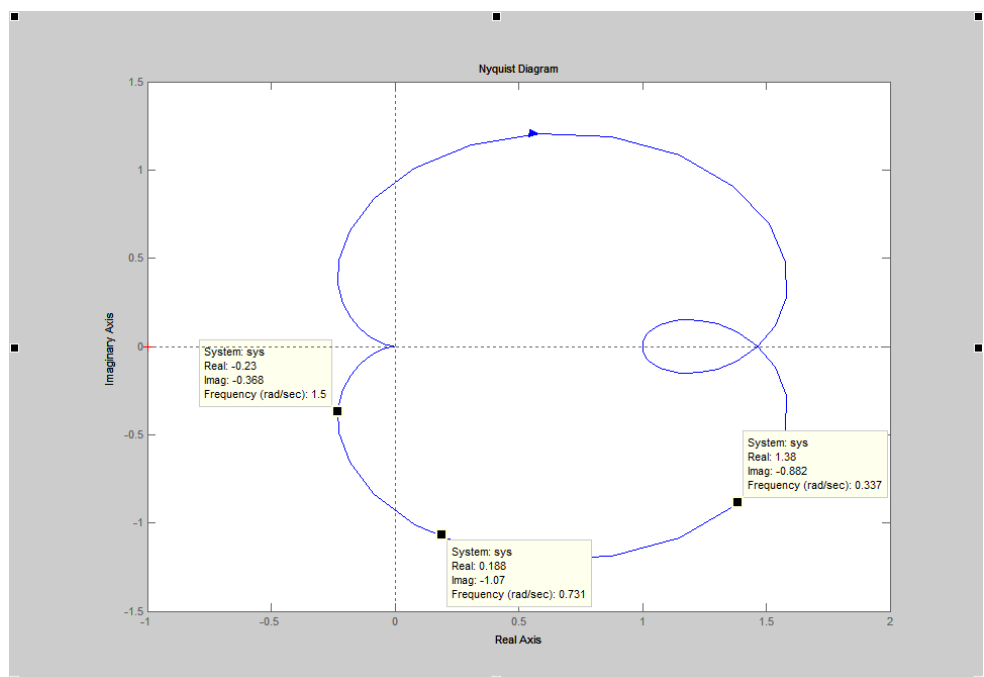 Nyquist Diagram
1.5
1
0.5
0
-0.5
-1
-1.5
Imaginary Axis
System: sys
Real: -0.23
Imag: -0.368
Frequency (rad/sec): 1.5
System: sys
Real: 1.38
Imag: -0.882
Frequency (rad/sec): 0.337
System: sys
Real: 0.188
Imag: -1.07
Frequency (rad/sec): 0.731
-1
-0.5
0
0.5
1
1.5
2
Real Axis